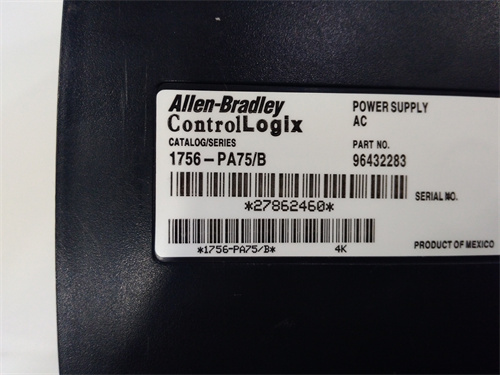 Allen-Bradley
ControlLogix
POWER SUPPLY
AC
CATALOG/SERIES
1756-PA75/B
PART NO.
96432283
SERIAL NO.
*27862460*
*1756-PA75/B*
4K
PRODUCT OF MEXICO